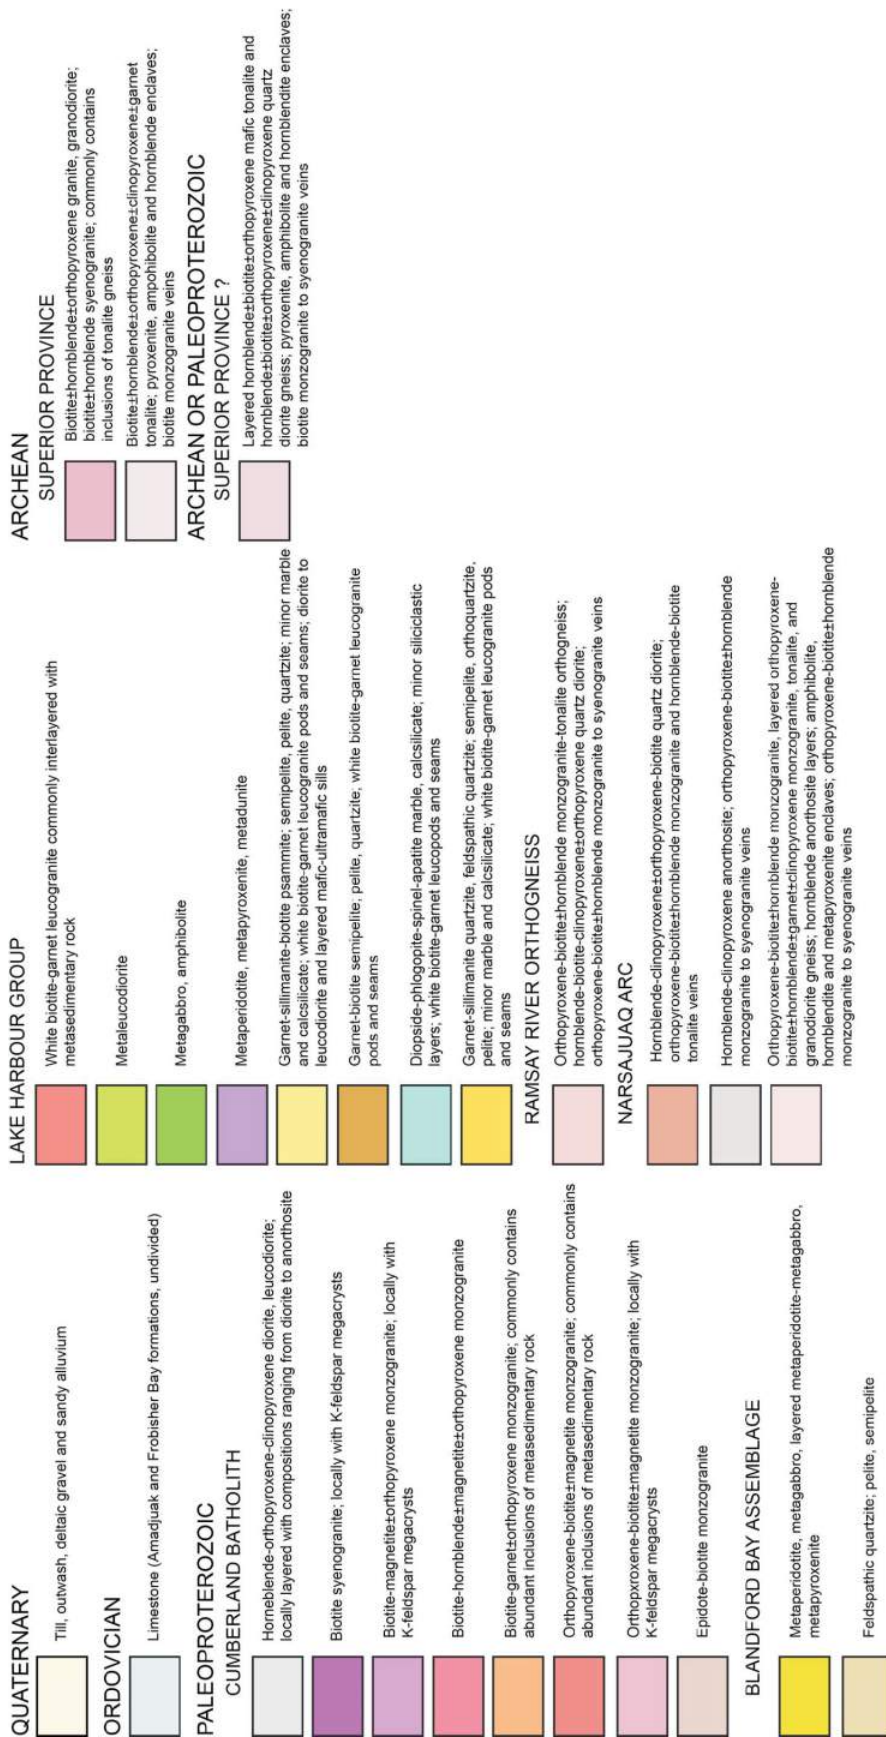 QUATERNARY
Till, outwash, deltaic gravel and sandy alluvium
ORDOVICIAN
Limestone (Amadjuak and Frobisher Bay formations, undivided)
PALEOPROTEROZOIC
CUMBERLAND BATHOLITH
Horneblende-orthopyroxene-clinopyroxene diorite, leucodiorite;
locally layered with compositions ranging from diorite to anorthosite
Biotite syenogranite; locally with K-feldspar megacrysts
Biotite-magnetite±orthopyroxene monzogranite; locally with
K-feldspar megacrysts
Biotite-hornblende±magnetite±orthopyroxene monzogranite
Biotite-garnet±orthopyroxene monzogranite; commonly contains
abundant inclusions of metasedimentary rock
Orthopyroxene-biotite±magnetite monzogranite; commonly contains
abundant inclusions of metasedimentary rock
Orthopxroxene-biotite±magnetite monzogranite; locally with
K-feldspar megacrysts
Epidote-biotite monzogranite
BLANDFORD BAY ASSEMBLAGE
Metaperidotite, metagabbro, layered metaperidotite-metagabbro,
metapyroxenite
Feldspathic quartzite; pelite, semipelite
LAKE HARBOUR GROUP
White biotite-garnet leucogranite commonly interlayered with
metasedimentary rock
Metaleucodiorite
Metagabbro, amphibolite
Metaperidotite, metapyroxenite, metadunite
Garnet-sillimanite-biotite psammite; semipelite, pelite, quartzite; minor marble
and calcsilicate; white biotite-garnet leucogranite pods and seams; diorite to
leucodiorite and layered mafic-ultramafic sills
Garnet-biotite semipelite, pelite, quartzite; white biotite-garnet leucogranite
pods and seams
Diopside-phlogopite-spinel-apatite marble, calcsilicate; minor siliciclastic
layers; white biotite-garnet leucopods and seams
Garnet-sillimanite quartzite, feldspathic quartzite; semipelite, orthoquartzite,
pelite; minor marble and calcsilicate; white biotite-garnet leucogranite pods
and seams
RAMSAY RIVER ORTHOGNEISS
Orthopyroxene-biotite±hornblende monzogranite-tonalite orthogneiss;
hornblende-biotite-clinopyroxene±orthopyroxene quartz diorite;
orthopyroxene-biotite±hornblende monzogranite to syenogranite veins
NARSAJUAQ ARC
Hornblende-clinopyroxene±orthopyroxene-biotite quartz diorite;
orthopyroxene-biotite±hornblende monzogranite and hornblende-biotite
tonalite veins
Hornblende-clinopyroxene anorthosite; orthopyroxene-biotite±hornblende
monzogranite to syenogranite veins
Orthopyroxene-biotite±hornblende monzogranite, layered orthopyroxene-
biotite±hornblende±garnet±clinopyroxene monzogranite, tonalite, and
granodiorite gneiss; hornblende anorthosite layers; amphibolite,
hornblendite and metapyroxenite enclaves; orthopyroxene-biotite±hornblende
monzogranite to syenogranite veins
ARCHEAN
SUPERIOR PROVINCE
Biotite±hornblende±orthopyroxene granite, granodiorite;
biotite±hornblende syenogranite; commonly contains
inclusions of tonalite gneiss
Biotite±hornblende±orthopyroxene±clinopyroxene±garnet
tonalite; pyroxenite, ampohibolite and hornblende enclaves;
biotite monzogranite veins
ARCHEAN OR PALEOPROTEROZOIC
SUPERIOR PROVINCE ?
Layered hornblende±biotite±orthopyroxene mafic tonalite and
hornblende±biotite±orthopyroxene±clinopyroxene quartz
diorite gneiss; pyroxenite, amphibolite and hornblendite enclaves;
biotite monzogranite to syenogranite veins